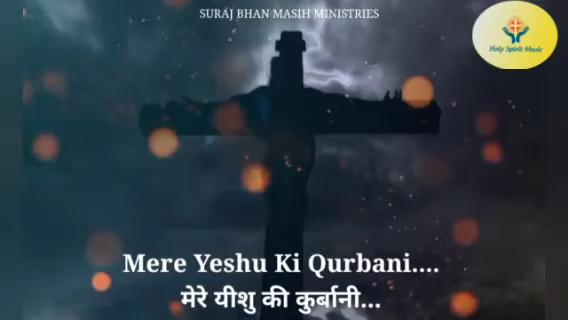 SURAJ BHAN MASIH MINISTRIES
Holy Spirit Music
Mere Yeshu Ki Qurbani....
मेरे यीशु की कुर्बानी...